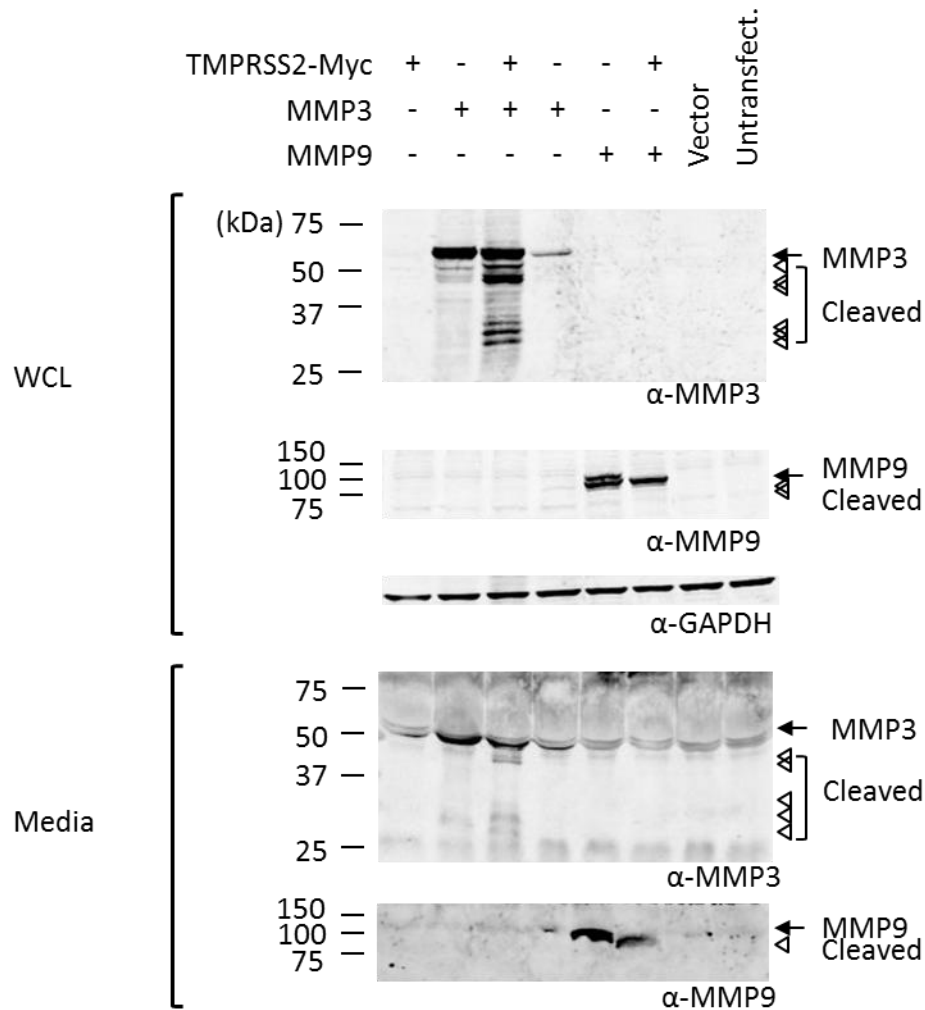 TMPRSS2-Myc + - + - - + Vector Untransfect.
MMP3 - + + + - -
MMP9 - - - - + +
WCL
(kDa) 75
50
37
25
MMP3
Cleaved
α-MMP3
150
100
75
MMP9
Cleaved
α-MMP9
α-GAPDH
Media
75
50
37
25
MMP3
Cleaved
α-MMP3
150
100
75
MMP9
Cleaved
α-MMP9